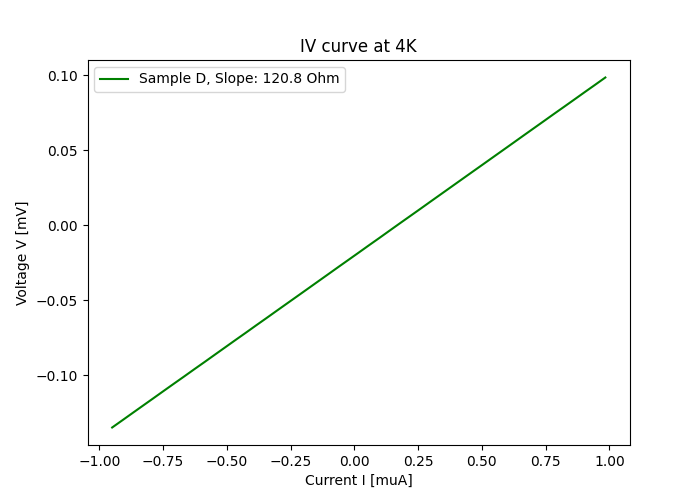 IV curve at 4K
Sample D, Slope: 120.8 Ohm
0.10
0.05
0.00
−0.05
−0.10
Voltage V [mV]
−1.00 −0.75 −0.50 −0.25 0.00 0.25 0.50 0.75 1.00
Current I [muA]